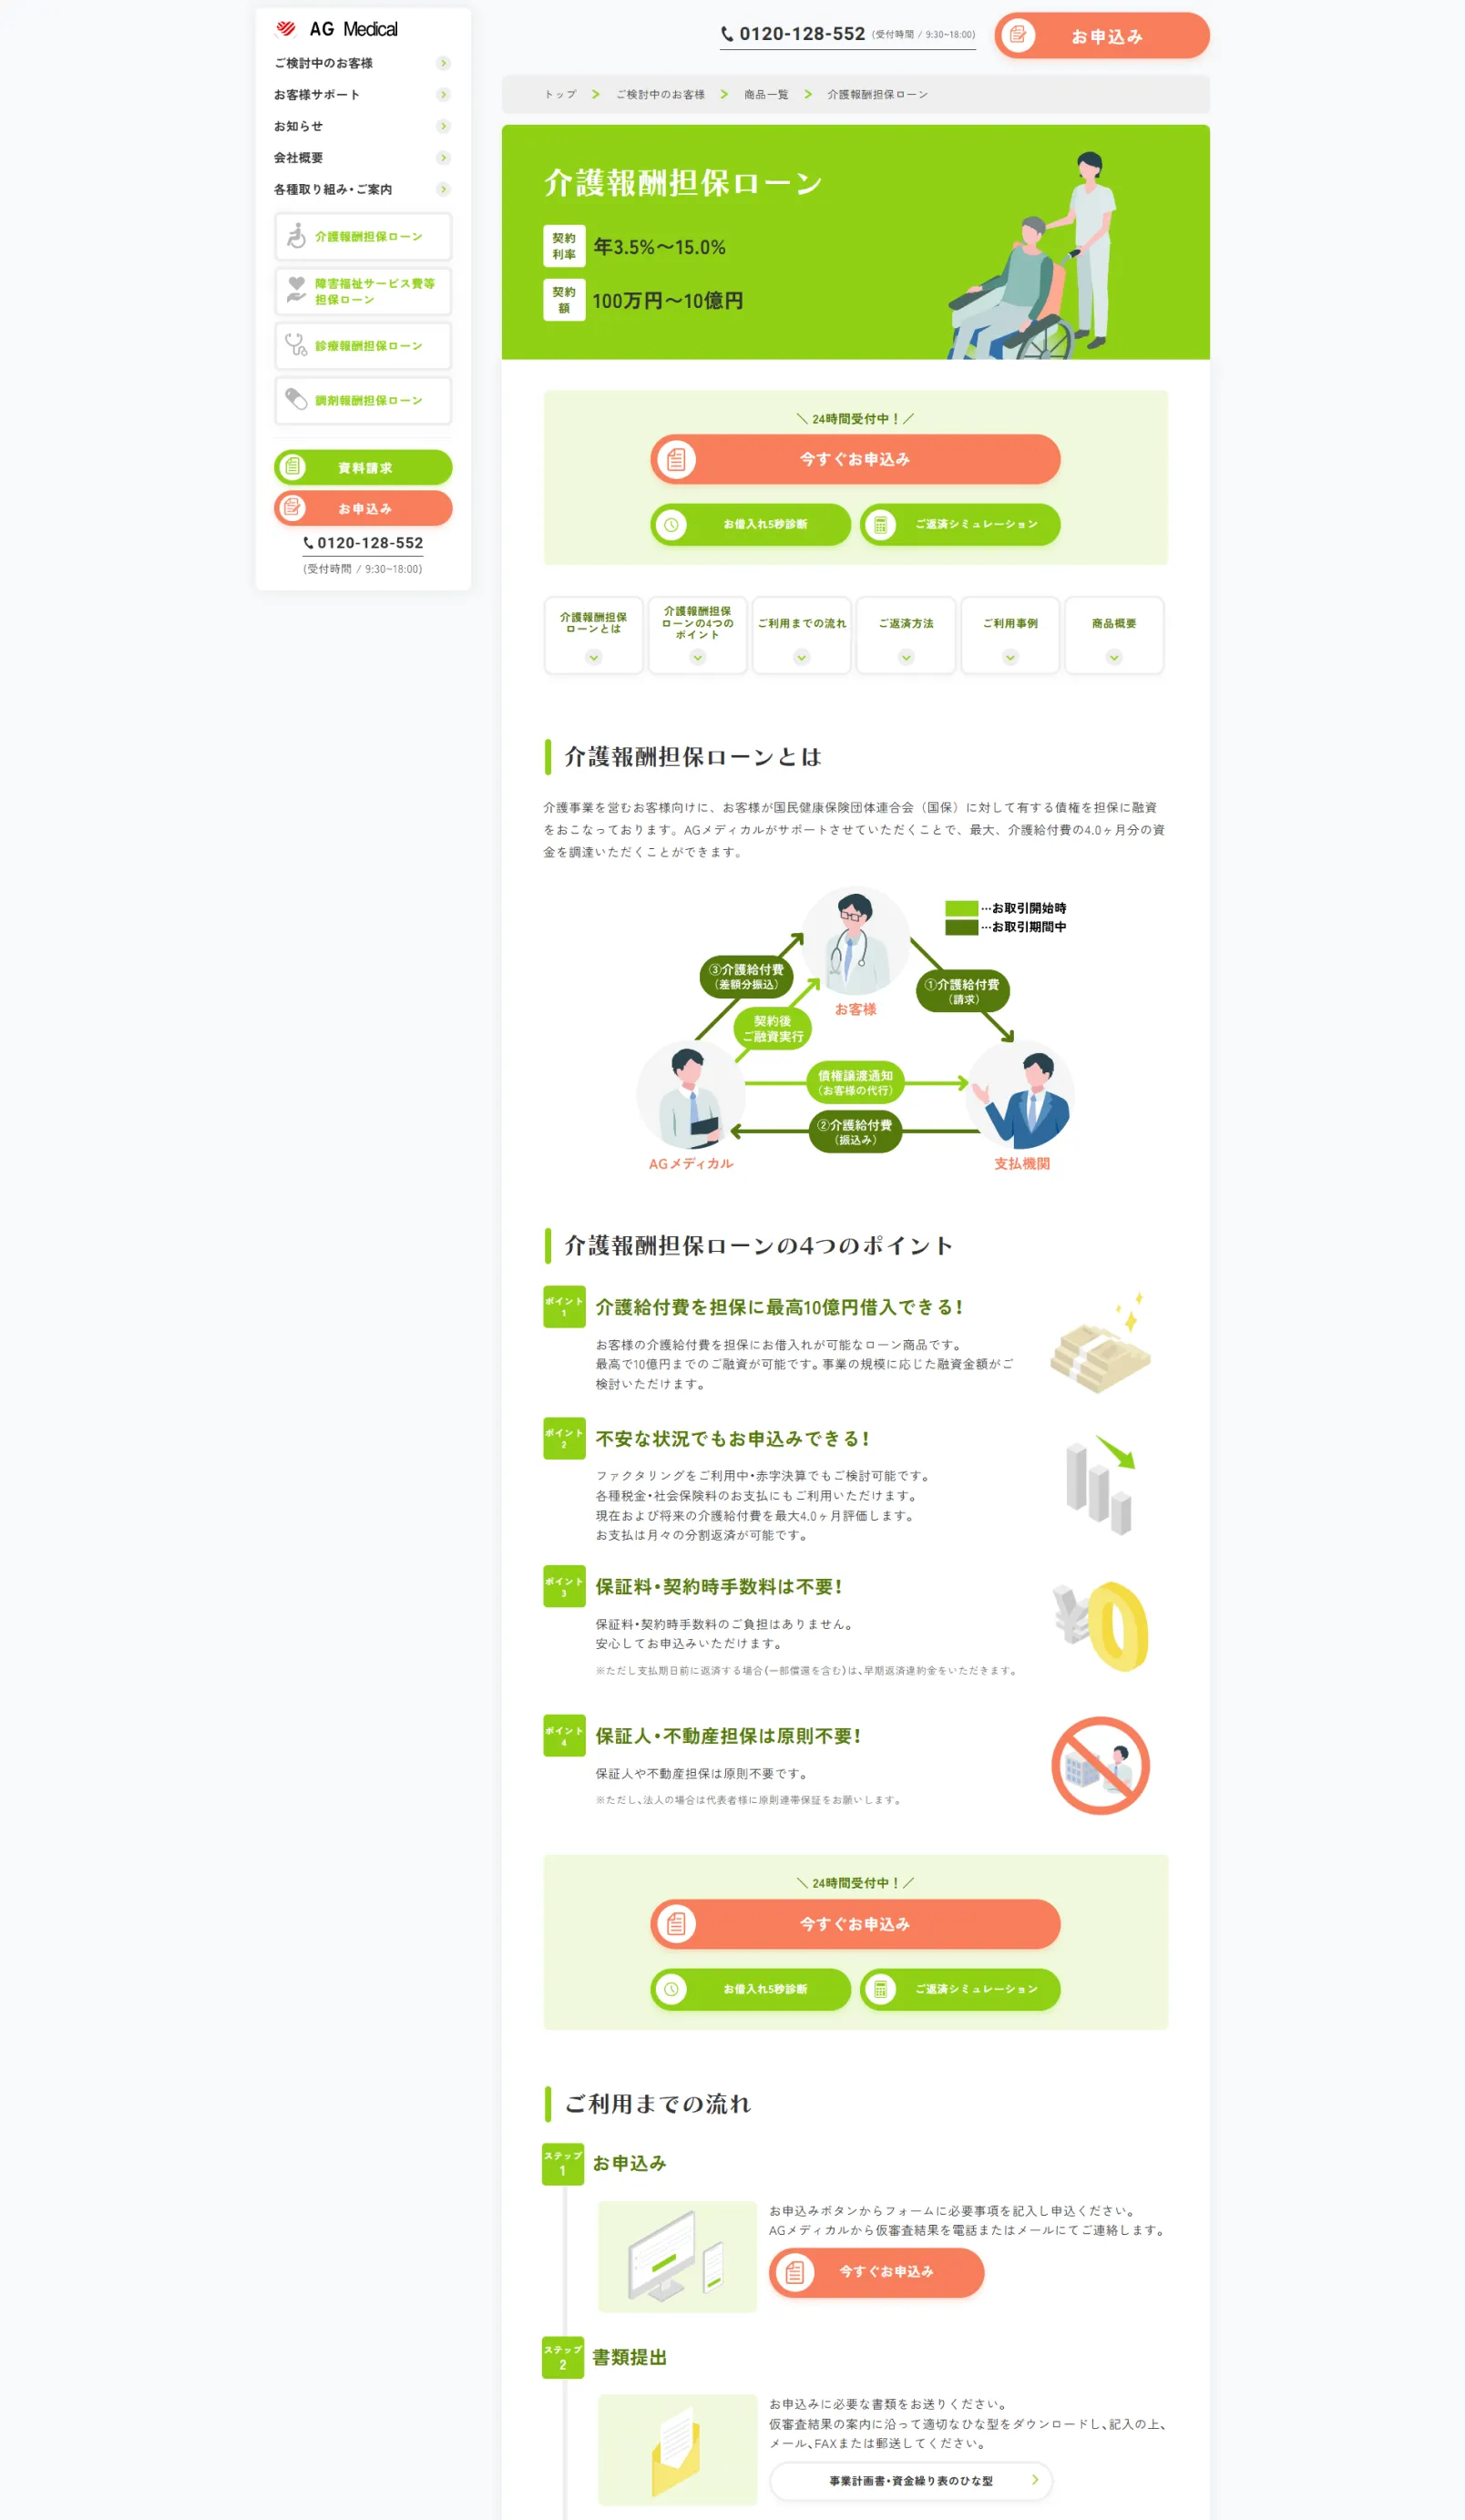 AG Medical
ご検討中のお客様
お客様サポート
お知らせ
会社概要
各種取り組み・ご案内
介護報酬担保ローン
障害福祉サービス費等
担保ローン
診療報酬担保ローン
調剤報酬担保ローン
資料請求
お申込み
0120-128-552
(受付時間 / 9:30~18:00)
0120-128-552 (受付時間 / 9:30~18:00)
お申込み
トップ ご検討中のお客様 商品一覧 介護報酬担保ローン
介護報酬担保ローン
契約
利率
年3.5%～15.0%
契約
額
100万円～10億円
＼ 24時間受付中！／
今すぐお申込み
お借入れ5秒診断
ご返済シミュレーション
介護報酬担保
ローンとは
介護報酬担保
ローンの4つの
ポイント
ご利用までの流れ
ご返済方法
ご利用事例
商品概要
介護報酬担保ローンとは
介護事業を営むお客様向けに、お客様が国民健康保険団体連合会（国保）に対して有する債権を担保に融資
をおこなっております。AGメディカルがサポートさせていただくことで、最大、介護給付費の4.0ヶ月分の資
金を調達いただくことができます。
…お取引開始時
…お取引期間中
③介護給付費
（差額分振込）
①介護給付費
（請求）
お客様
契約後
ご融資実行
債権譲渡通知
（お客様の代行）
②介護給付費
（振込み）
AGメディカル
支払機関
介護報酬担保ローンの4つのポイント
ポイント
1
介護給付費を担保に最高10億円借入できる！
お客様の介護給付費を担保にお借入れが可能なローン商品です。
最高で10億円までのご融資が可能です。事業の規模に応じた融資金額がご
検討いただけます。
ポイント
2
不安な状況でもお申込みできる！
ファクタリングをご利用中・赤字決算でもご検討可能です。
各種税金・社会保険料のお支払にもご利用いただけます。
現在および将来の介護給付費を最大4.0ヶ月評価します。
お支払は月々の分割返済が可能です。
ポイント
3
保証料・契約時手数料は不要！
保証料・契約時手数料のご負担はありません。
安心してお申込みいただけます。
※ただし支払期日前に返済する場合(一部償還を含む)は、早期返済違約金をいただきます。
¥0
ポイント
4
保証人・不動産担保は原則不要！
保証人や不動産担保は原則不要です。
※ただし、法人の場合は代表者様に原則連帯保証をお願いします。
＼ 24時間受付中！／
今すぐお申込み
お借入れ5秒診断
ご返済シミュレーション
ご利用までの流れ
ステップ
1
お申込み
お申込みボタンからフォームに必要事項を記入し申込ください。
AGメディカルから仮審査結果を電話またはメールにてご連絡します。
今すぐお申込み
ステップ
2
書類提出
お申込みに必要な書類をお送りください。
仮審査結果の案内に沿って適切なひな型をダウンロードし、記入の上、
メール、FAXまたは郵送してください。
事業計画書・資金繰り表のひな型